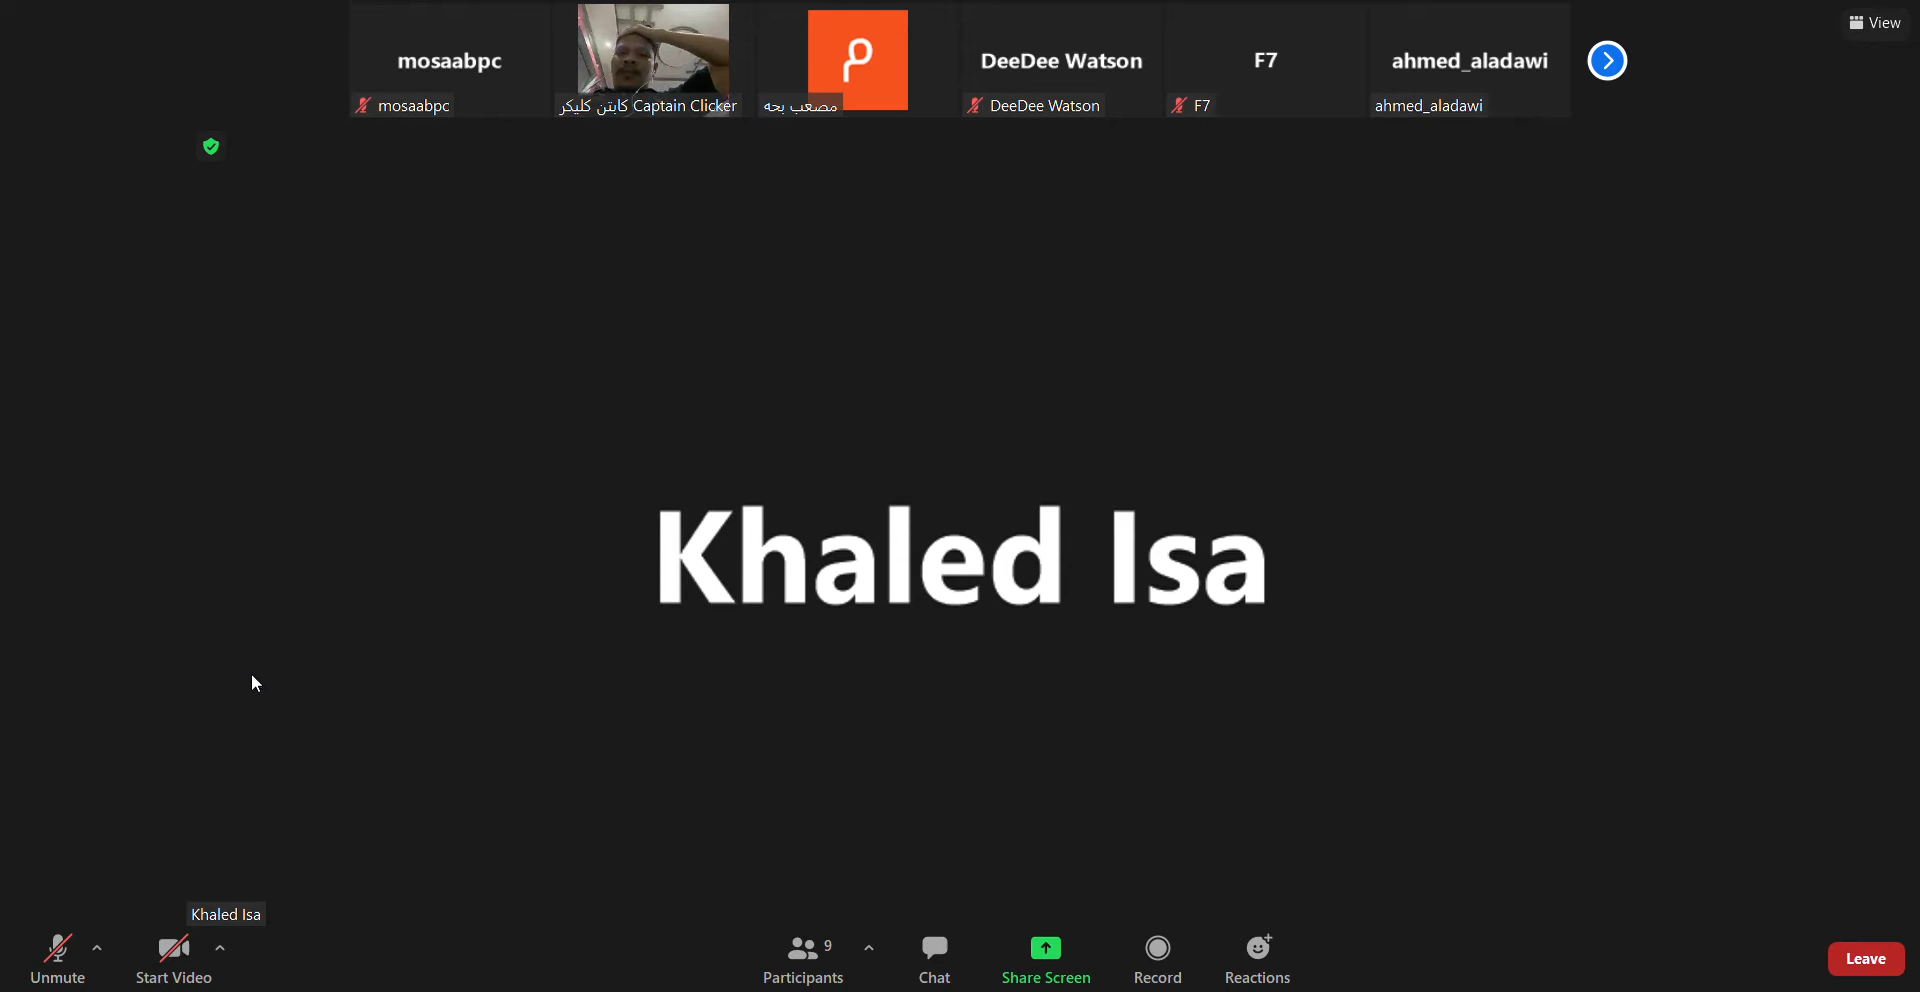 View
mosaabpc
DeeDee Watson
F7
ahmed_aladawi
م
mosaabpc
كابتن كليكر Captain Clicker
مصعب بجه
DeeDee Watson
F7
ahmed_aladawi
Khaled Isa
Khaled Isa
9
Unmute
Start Video
Participants
Chat
Share Screen
Record
Reactions
Leave